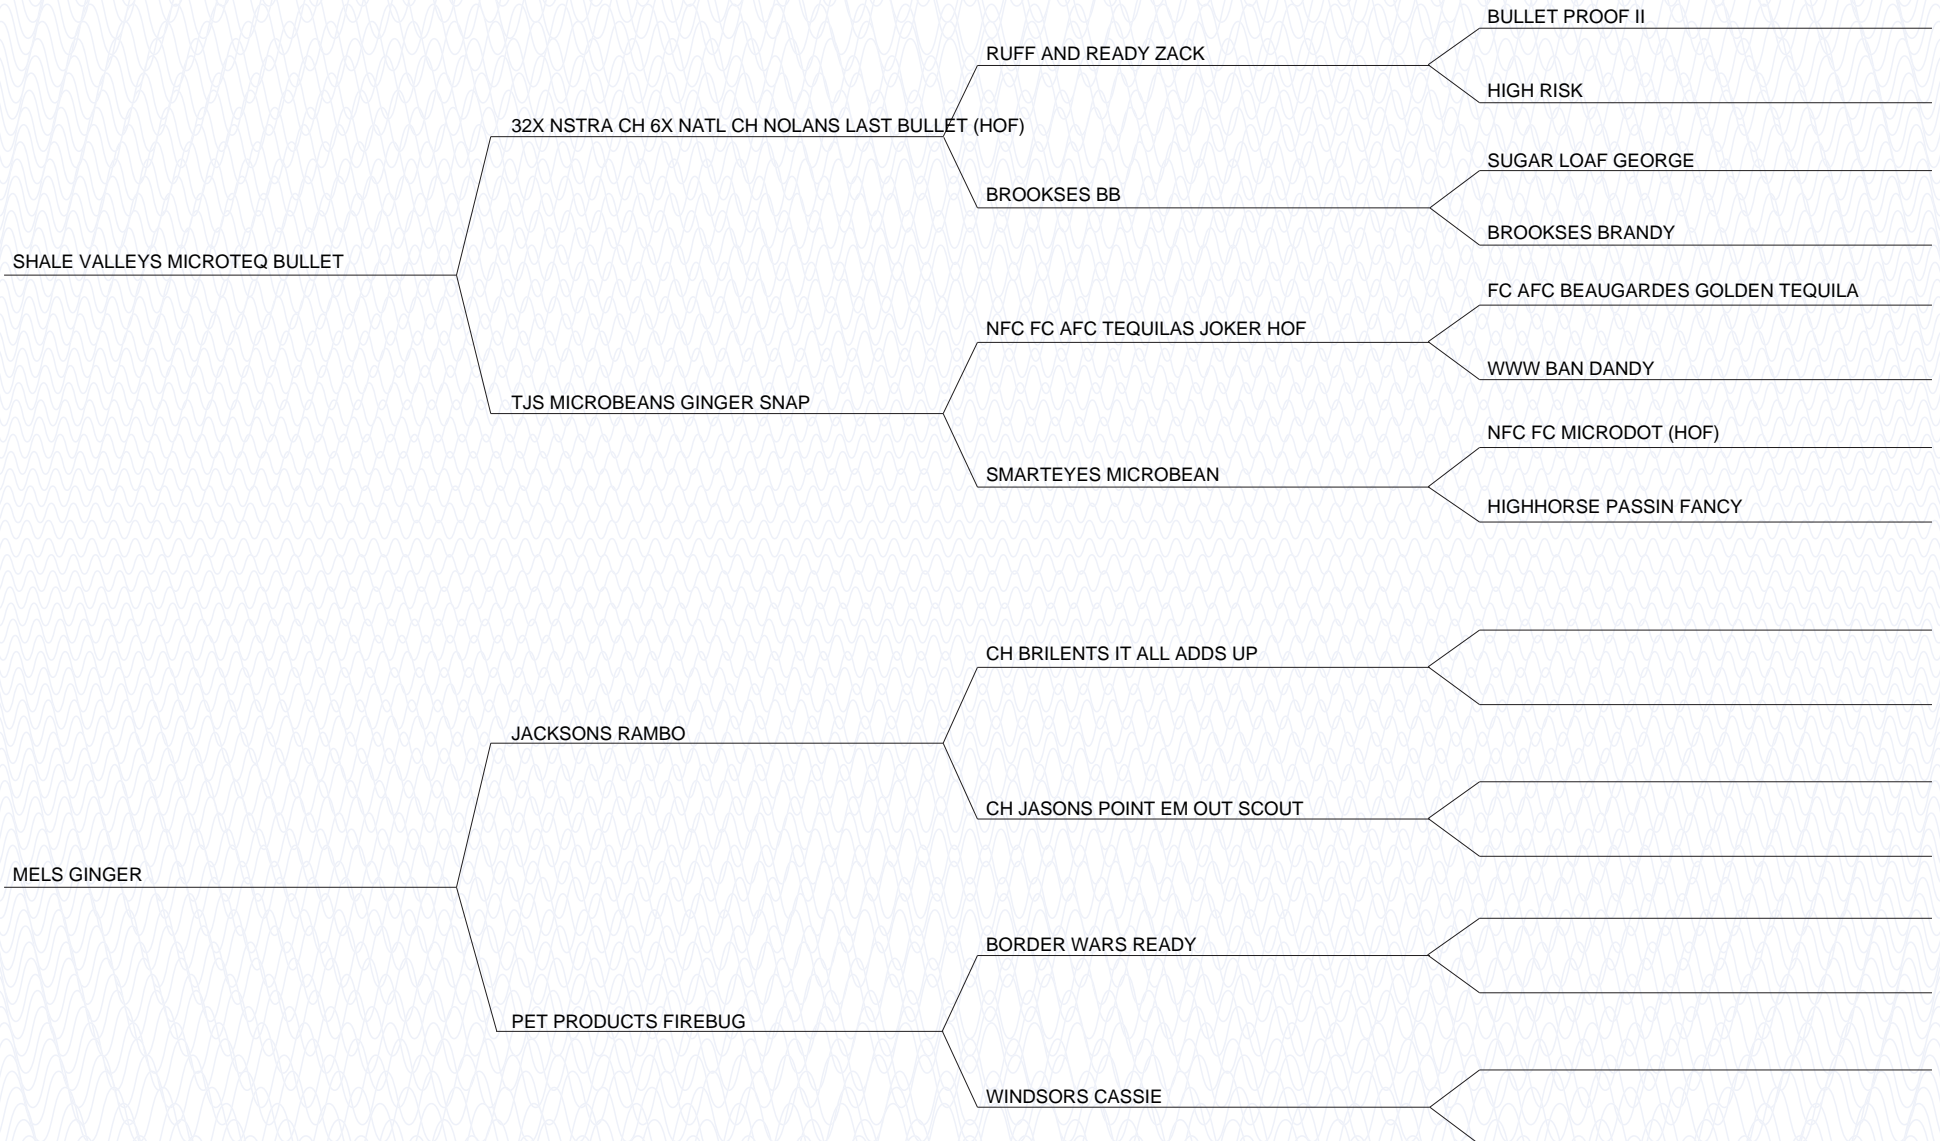 BULLET PROOF II
RUFF AND READY ZACK
HIGH RISK
32X NSTRA CH 6X NATL CH NOLANS LAST BULLET (HOF)
SUGAR LOAF GEORGE
BROOKSES BB
BROOKSES BRANDY
SHALE VALLEYS MICROTEQ BULLET
FC AFC BEAUGARDES GOLDEN TEQUILA
NFC FC AFC TEQUILAS JOKER HOF
WWW BAN DANDY
TJS MICROBEANS GINGER SNAP
NFC FC MICRODOT (HOF)
SMARTEYES MICROBEAN
HIGHHORSE PASSIN FANCY
CH BRILENTS IT ALL ADDS UP
JACKSONS RAMBO
CH JASONS POINT EM OUT SCOUT
MELS GINGER
BORDER WARS READY
PET PRODUCTS FIREBUG
WINDSORS CASSIE